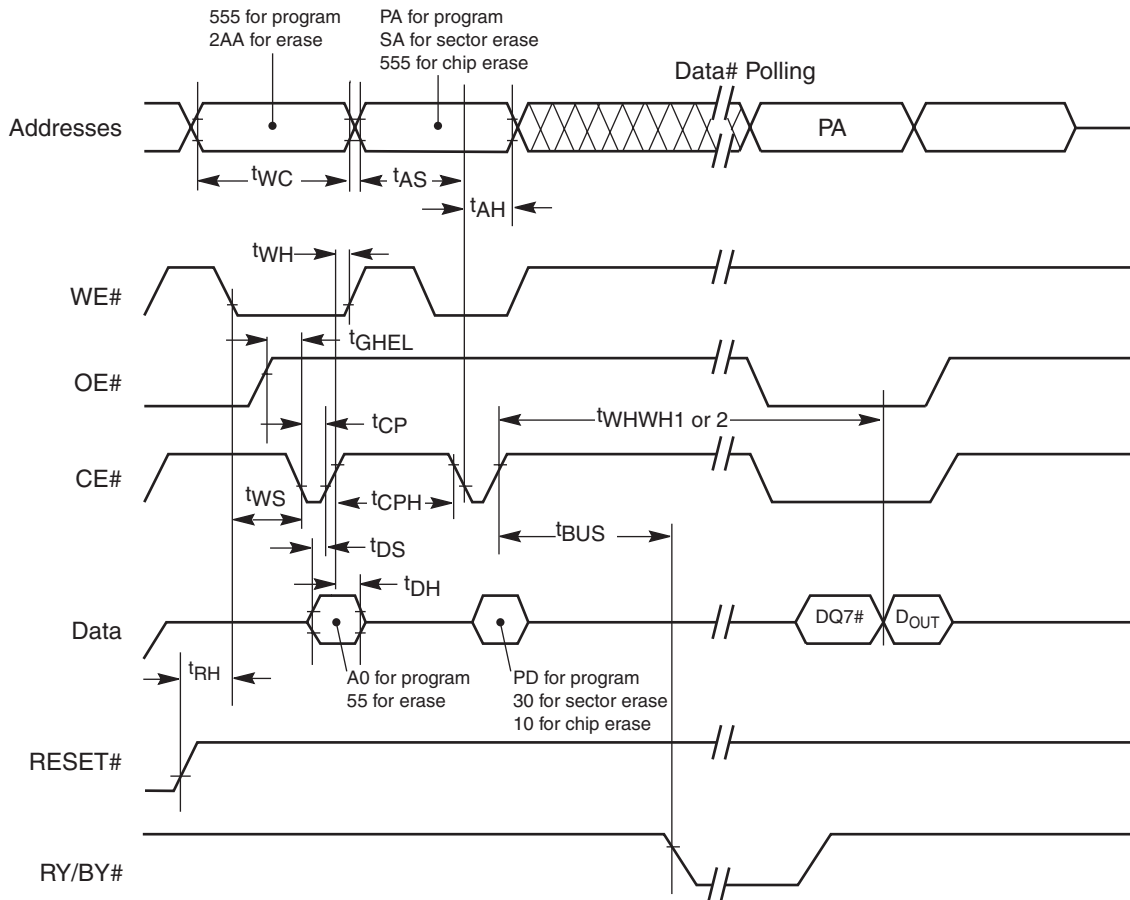 555 for program
2AA for erase
PA for program
SA for sector erase
555 for chip erase
Data# Polling
Addresses
PA
tWC
tAS
tAH
tWH
WE#
tGHEL
OE#
tWHWH1 or 2
tCP
CE#
tWS
tCPH
tBUS
tDS
tDH
Data
DQ7#
DOUT
tRH
A0 for program
55 for erase
PD for program
30 for sector erase
10 for chip erase
RESET#
RY/BY#